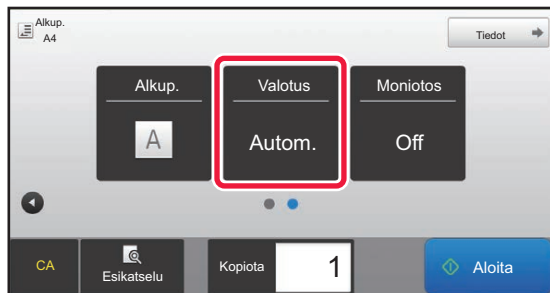 Alkup.
A4
Tiedot
Alkup.
Valotus
Moniotos
A
Autom.
Off
CA
Esikatselu
Kopiota
1
Aloita